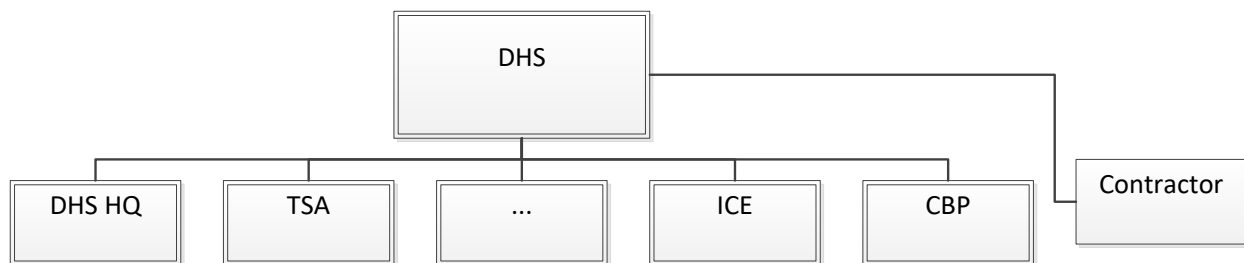 DHS
DHS HQ
TSA
...
ICE
CBP
Contractor